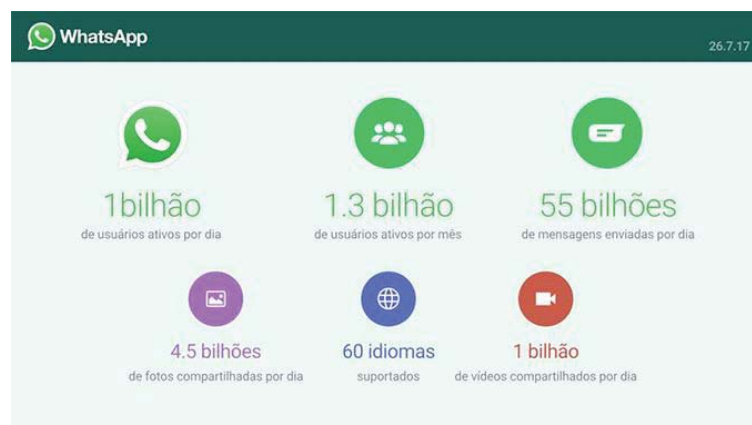 WhatsApp
26.7.17
1bilhão
de usuários ativos por dia
1.3 bilhão
de usuários ativos por mês
55 bilhões
de mensagens enviadas por dia
4.5 bilhões
de fotos compartilhadas por dia
60 idiomas
suportados
1 bilhão
de vídeos compartilhados por dia